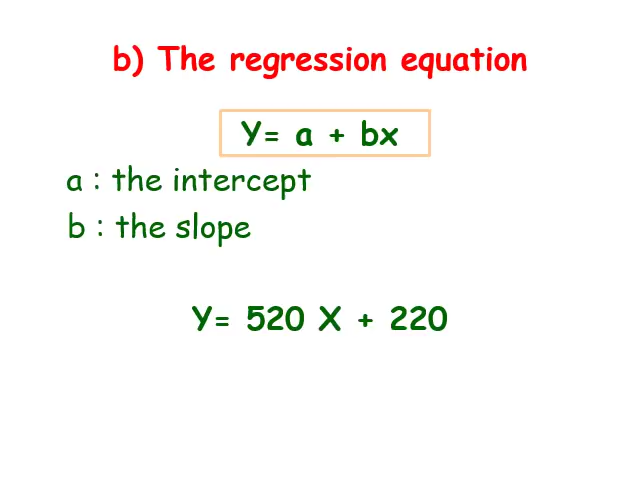 b) The regression equation
Y= a + bx
a : the intercept
b : the slope
Y= 520 X + 220